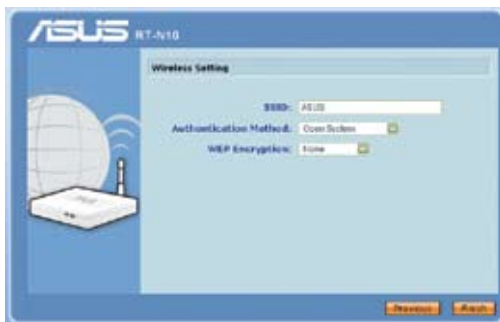 ASUS RT-N10
Wireless Setting
SSID: ASUS
Authentication Method: Open System
WEP Encryption: None
Previous Finish